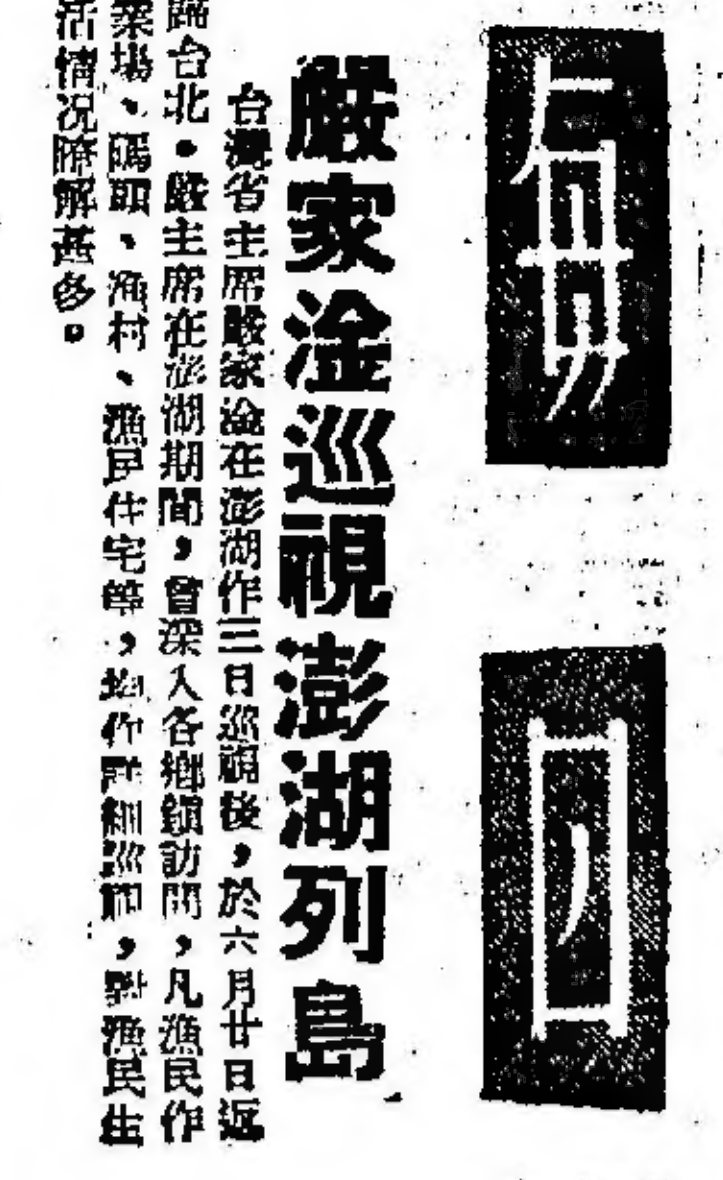 每日
嚴家淦巡視澎湖列島
台灣省主席嚴家淦在澎湖作三日巡視後，於六月廿日返
歸台北。嚴主席在澎湖期間，曾深入各鄉鎮訪問，凡漁民作
業場、碼頭、漁村、漁民住宅等，均作詳細巡視，對漁民生
活情況瞭解甚多。